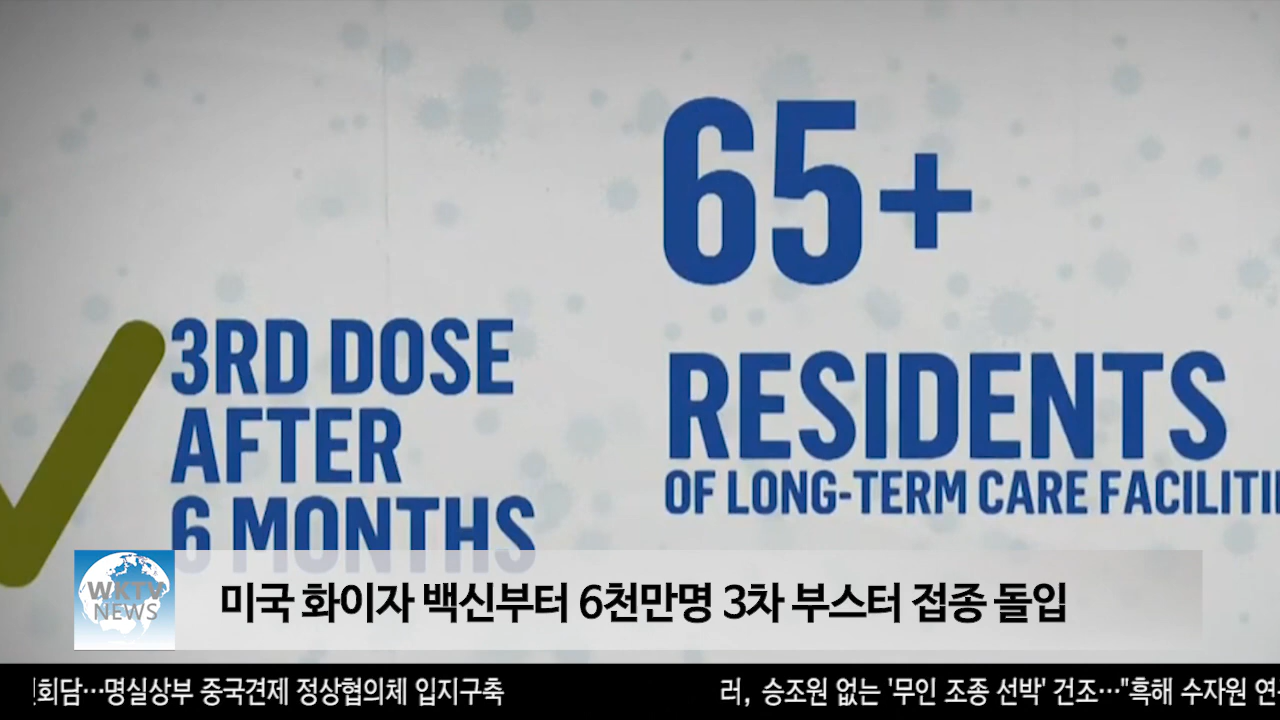 65+
3RD DOSE
AFTER
6 MONTHS
RESIDENTS
OF LONG-TERM CARE
WKTV
NEWS
미국 화이자 백신부터 6천만명 3차 부스터 접종 돌입
회담…명실상부 중국견제 정상협의체 입지구축
러, 승조원 없는 '무인 조종 선박' 건조…"흑해 수자원